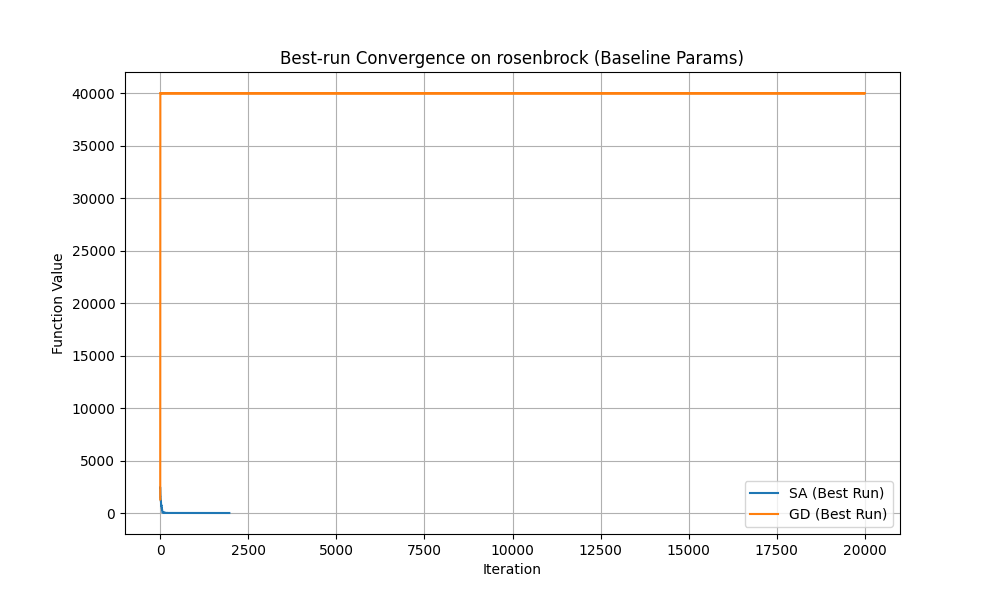 Best-run Convergence on rosenbrock (Baseline Params)
40000
35000
30000
25000
20000
15000
10000
5000
0
Function Value
SA (Best Run)
GD (Best Run)
0 2500 5000 7500 10000 12500 15000 17500 20000
Iteration